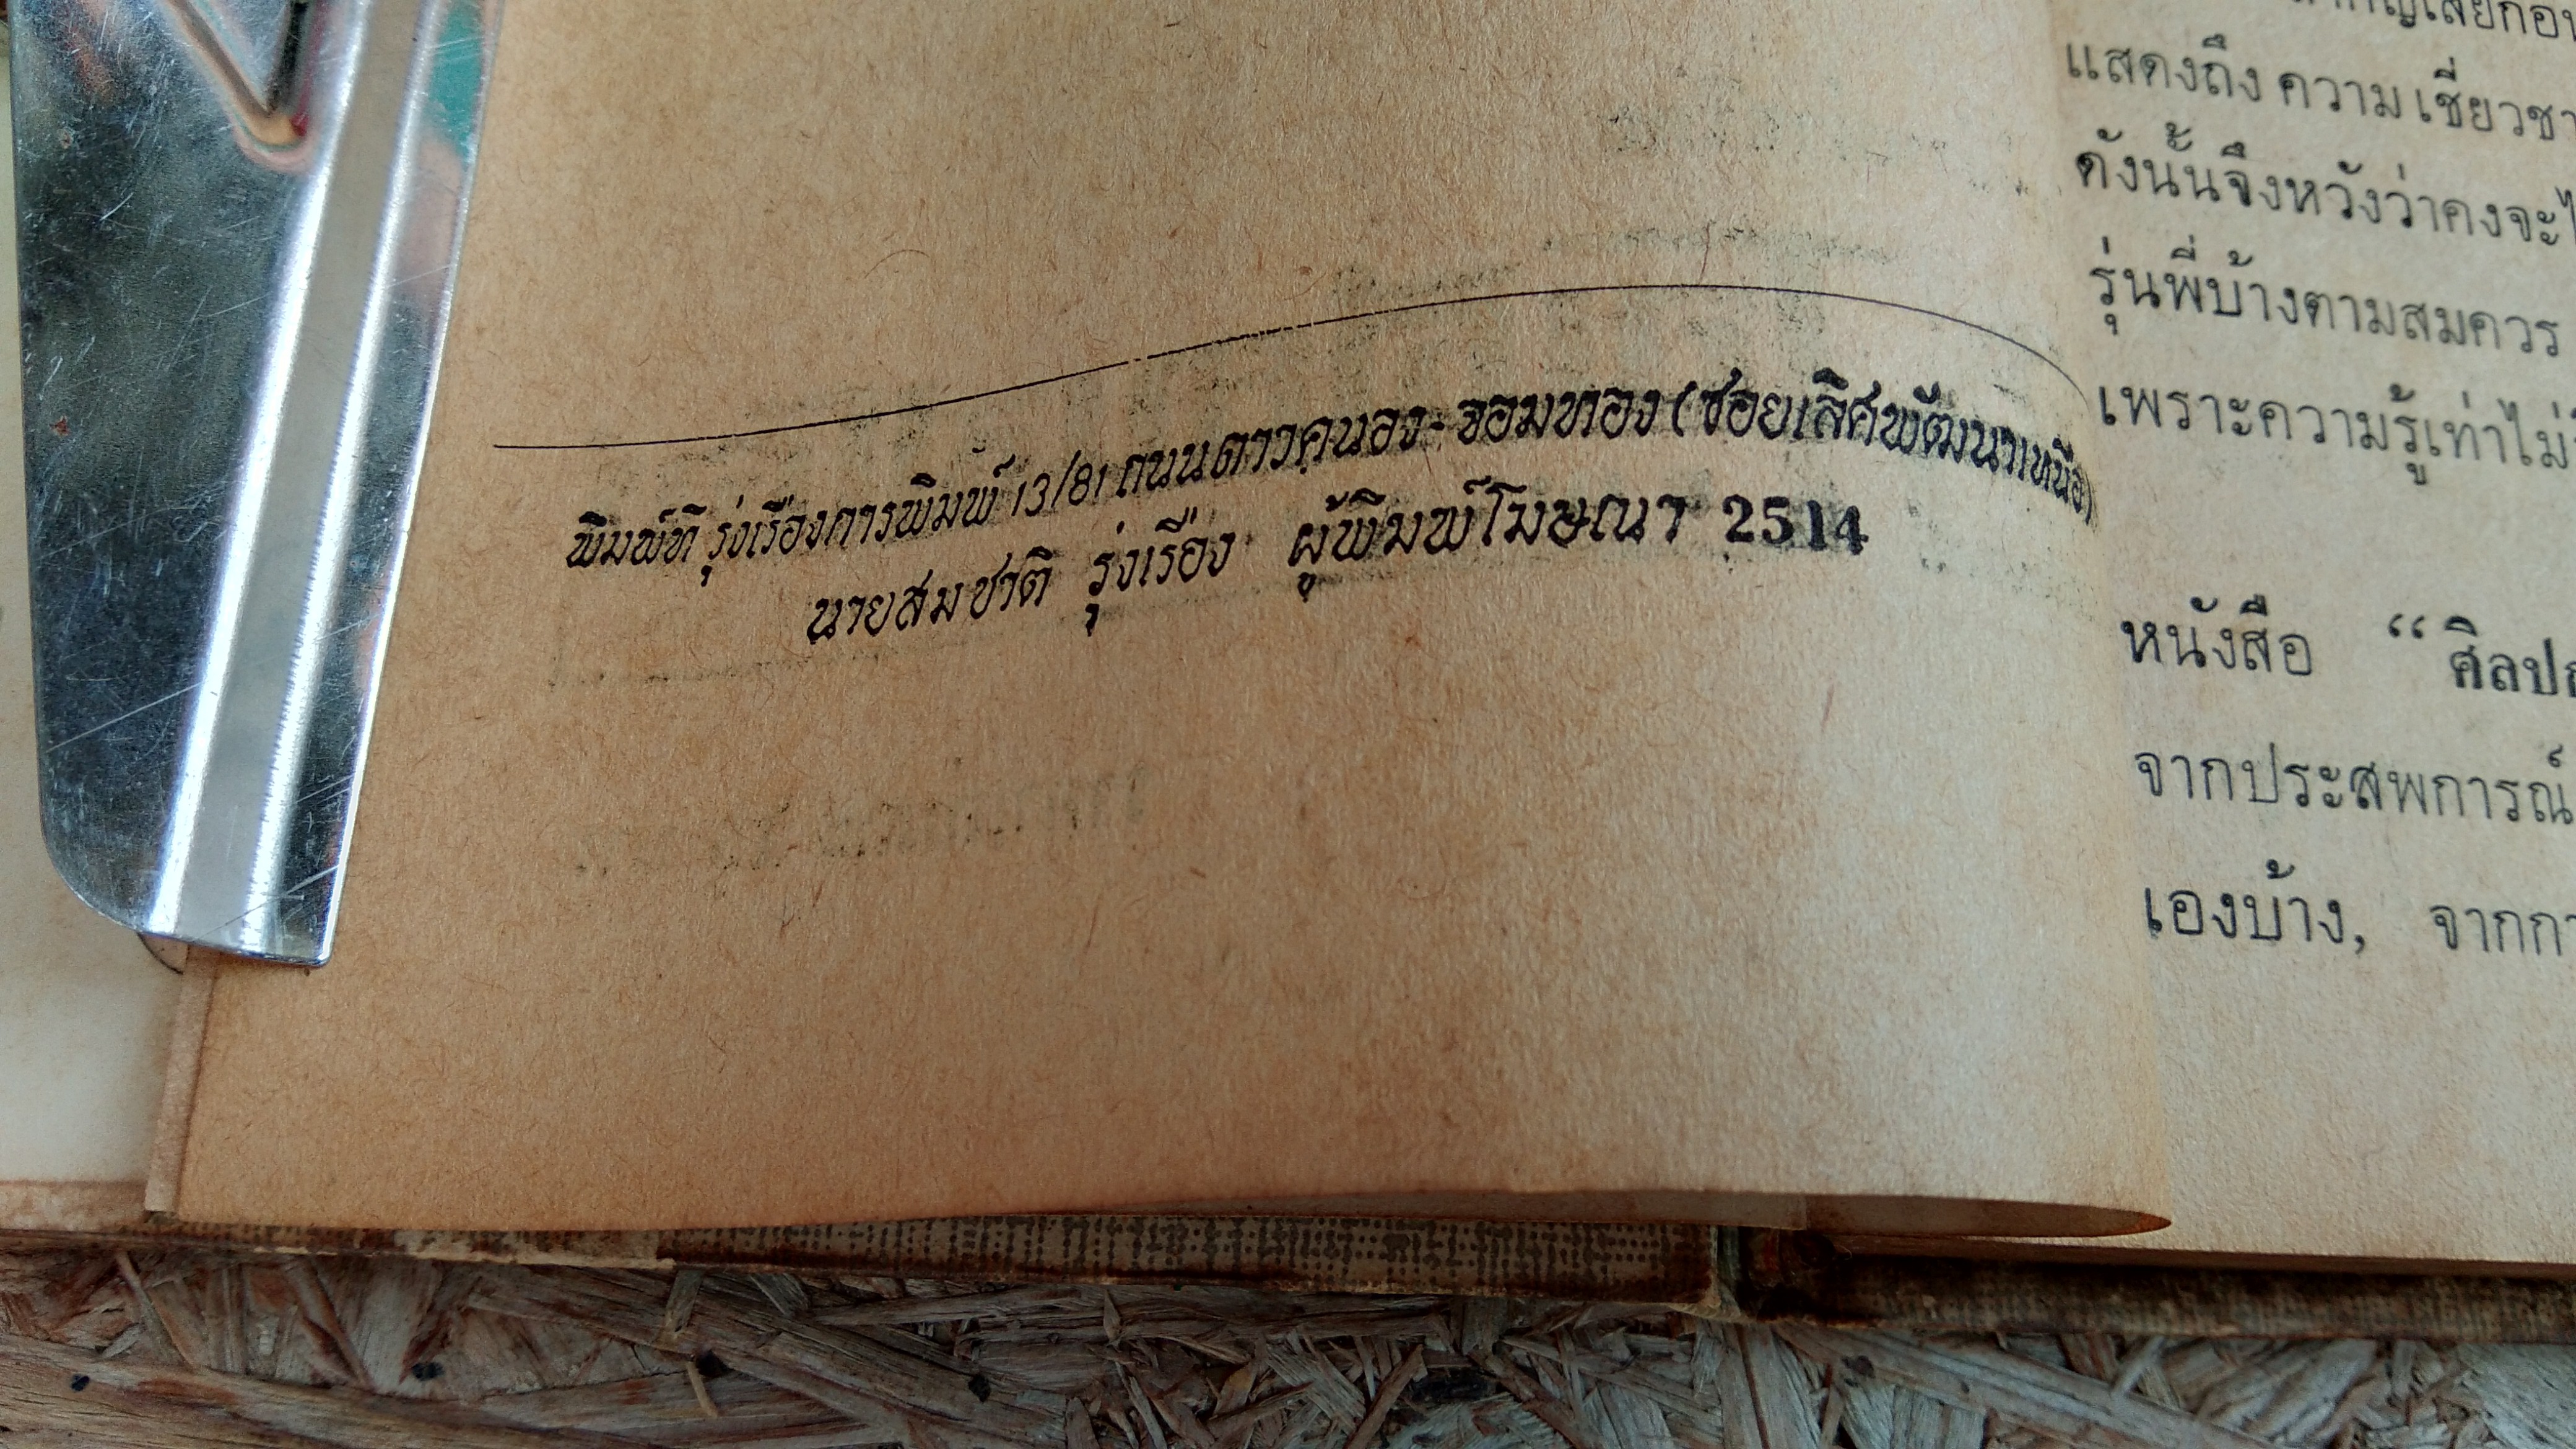 พิมพ์ที่ รุ่งเรืองการพิมพ์ 13/81 ถนนดาวคนอง-จอมทอง (ซอยเลิศพัฒนาเหนือ)
นายสมชาติ รุ่งเรือง ผู้พิมพ์โฆษณา 2514
แสดงถึง ความ เชี่ยวชา
ดังนั้นจึงหวังว่าคงจะไ
รุ่นพี่บ้างตามสมควร
เพราะความรู้เท่าไม่
หนังสือ “ ศิลป
จากประสพการณ์
เองบ้าง, จากกา